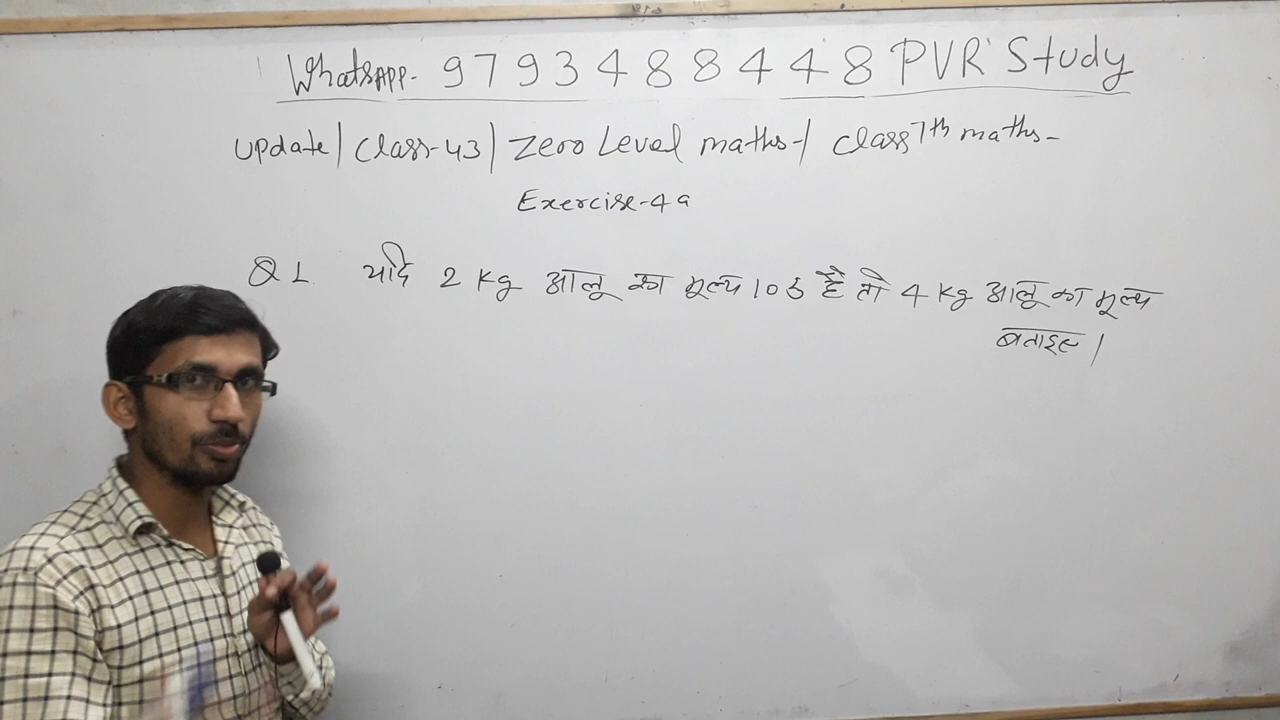 WhatsAPP- 9793488448 PVR Study
update/ Class-43/ Zero Level maths-/ Class 7th maths-
Exercise-4a
Q 1. यदि 2 Kg आलू का मूल्य 10 रु है तो 4 Kg आलू का मूल्य
बताइए।